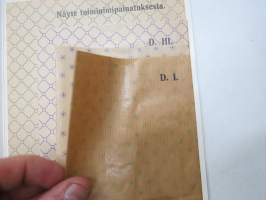 Näyte toiminimipainatuksesta.
D. III.
D. I.